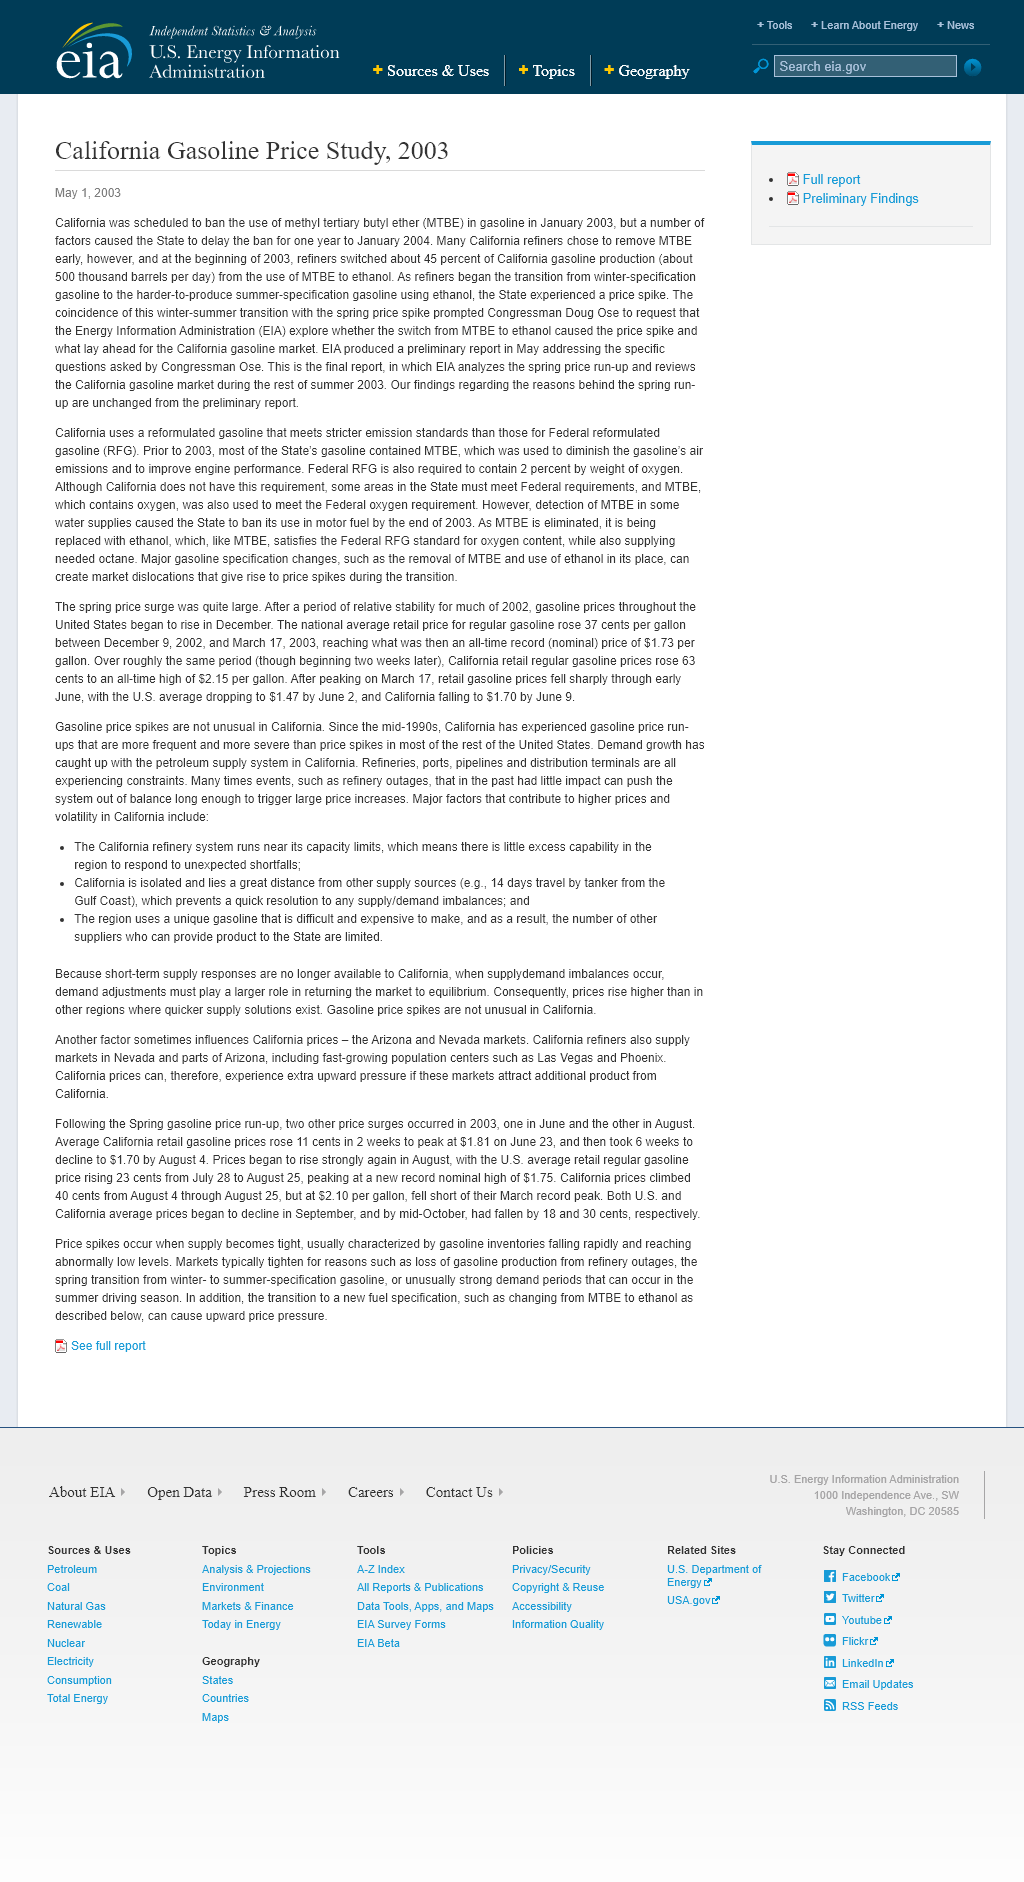 Independent Statistics & Analysis
U.S. Energy Information
Administration
eia
Sources & Uses
Topics
Geography
+ Tools
+ Learn About Energy
+ News
Search eia.gov
California Gasoline Price Study, 2003
May 1, 2003
California was scheduled to ban the use of methyl tertiary butyl ether (MTBE) in gasoline in January 2003, but a number of
factors caused the State to delay the ban for one year to January 2004. Many California refiners chose to remove MTBE
early, however, and at the beginning of 2003, refiners switched about 45 percent of California gasoline production (about
500 thousand barrels per day) from the use of MTBE to ethanol. As refiners began the transition from winter-specification
gasoline to the harder-to-produce summer-specification gasoline using ethanol, the State experienced a price spike. The
coincidence of this winter-summer transition with the spring price spike prompted Congressman Doug Ose to request that
the Energy Information Administration (EIA) explore whether the switch from MTBE to ethanol caused the price spike and
what lay ahead for the California gasoline market. EIA produced a preliminary report in May addressing the specific
questions asked by Congressman Ose. This is the final report, in which EIA analyzes the spring price run-up and reviews
the California gasoline market during the rest of summer 2003. Our findings regarding the reasons behind the spring run-
up are unchanged from the preliminary report.
California uses a reformulated gasoline that meets stricter emission standards than those for Federal reformulated
gasoline (RFG). Prior to 2003, most of the State's gasoline contained MTBE, which was used to diminish the gasoline's air
emissions and to improve engine performance. Federal RFG is also required to contain 2 percent by weight of oxygen.
Although California does not have this requirement, some areas in the State must meet Federal requirements, and MTBE,
which contains oxygen, was also used to meet the Federal oxygen requirement. However, detection of MTBE in some
water supplies caused the State to ban its use in motor fuel by the end of 2003. As MTBE is eliminated, it is being
replaced with ethanol, which, like MTBE, satisfies the Federal RFG standard for oxygen content, while also supplying
needed octane. Major gasoline specification changes, such as the removal of MTBE and use of ethanol in its place, can
create market dislocations that give rise to price spikes during the transition.
The spring price surge was quite large. After a period of relative stability for much of 2002, gasoline prices throughout the
United States began to rise in December. The national average retail price for regular gasoline rose 37 cents per gallon
between December 9, 2002, and March 17, 2003, reaching what was then an all-time record (nominal) price of $1.73 per
gallon. Over roughly the same period (though beginning two weeks later), California retail regular gasoline prices rose 63
cents to an all-time high of $2.15 per gallon. After peaking on March 17, retail gasoline prices fell sharply through early
June, with the U.S. average dropping to $1.47 by June 2, and California falling to $1.70 by June 9.
Gasoline price spikes are not unusual in California. Since the mid-1990s, California has experienced gasoline price run-
ups that are more frequent and more severe than price spikes in most of the rest of the United States. Demand growth has
caught up with the petroleum supply system in California. Refineries, ports, pipelines and distribution terminals are all
experiencing constraints. Many times events, such as refinery outages, that in the past had little impact can push the
system out of balance long enough to trigger large price increases. Major factors that contribute to higher prices and
volatility in California include:
• The California refinery system runs near its capacity limits, which means there is little excess capability in the
region to respond to unexpected shortfalls;
• California is isolated and lies a great distance from other supply sources (e.g., 14 days travel by tanker from the
Gulf Coast), which prevents a quick resolution to any supply/demand imbalances; and
• The region uses a unique gasoline that is difficult and expensive to make, and as a result, the number of other
suppliers who can provide product to the State are limited.
Because short-term supply responses are no longer available to California, when supplydemand imbalances occur,
demand adjustments must play a larger role in returning the market to equilibrium. Consequently, prices rise higher than in
other regions where quicker supply solutions exist. Gasoline price spikes are not unusual in California.
Another factor sometimes influences California prices – the Arizona and Nevada markets. California refiners also supply
markets in Nevada and parts of Arizona, including fast-growing population centers such as Las Vegas and Phoenix.
California prices can, therefore, experience extra upward pressure if these markets attract additional product from
California.
Following the Spring gasoline price run-up, two other price surges occurred in 2003, one in June and the other in August.
Average California retail gasoline prices rose 11 cents in 2 weeks to peak at $1.81 on June 23, and then took 6 weeks to
decline to $1.70 by August 4. Prices began to rise strongly again in August, with the U.S. average retail regular gasoline
price rising 23 cents from July 28 to August 25, peaking at a new record nominal high of $1.75. California prices climbed
40 cents from August 4 through August 25, but at $2.10 per gallon, fell short of their March record peak. Both U.S. and
California average prices began to decline in September, and by mid-October, had fallen by 18 and 30 cents, respectively.
Price spikes occur when supply becomes tight, usually characterized by gasoline inventories falling rapidly and reaching
abnormally low levels. Markets typically tighten for reasons such as loss of gasoline production from refinery outages, the
spring transition from winter- to summer-specification gasoline, or unusually strong demand periods that can occur in the
summer driving season. In addition, the transition to a new fuel specification, such as changing from MTBE to ethanol as
described below, can cause upward price pressure.
See full report
• Full report
• Preliminary Findings
About EIA
Open Data
Press Room
Careers
Contact Us
U.S. Energy Information Administration
1000 Independence Ave., SW
Washington, DC 20585
Sources & Uses
Petroleum
Coal
Natural Gas
Renewable
Nuclear
Electricity
Consumption
Total Energy
Topics
Analysis & Projections
Environment
Markets & Finance
Today in Energy
Geography
States
Countries
Maps
Tools
A-Z Index
All Reports & Publications
Data Tools, Apps, and Maps
EIA Survey Forms
EIA Beta
Policies
Privacy/Security
Copyright & Reuse
Accessibility
Information Quality
Related Sites
U.S. Department of
Energy
USA.gov
Stay Connected
Facebook
Twitter
Youtube
Flickr
LinkedIn
Email Updates
RSS Feeds